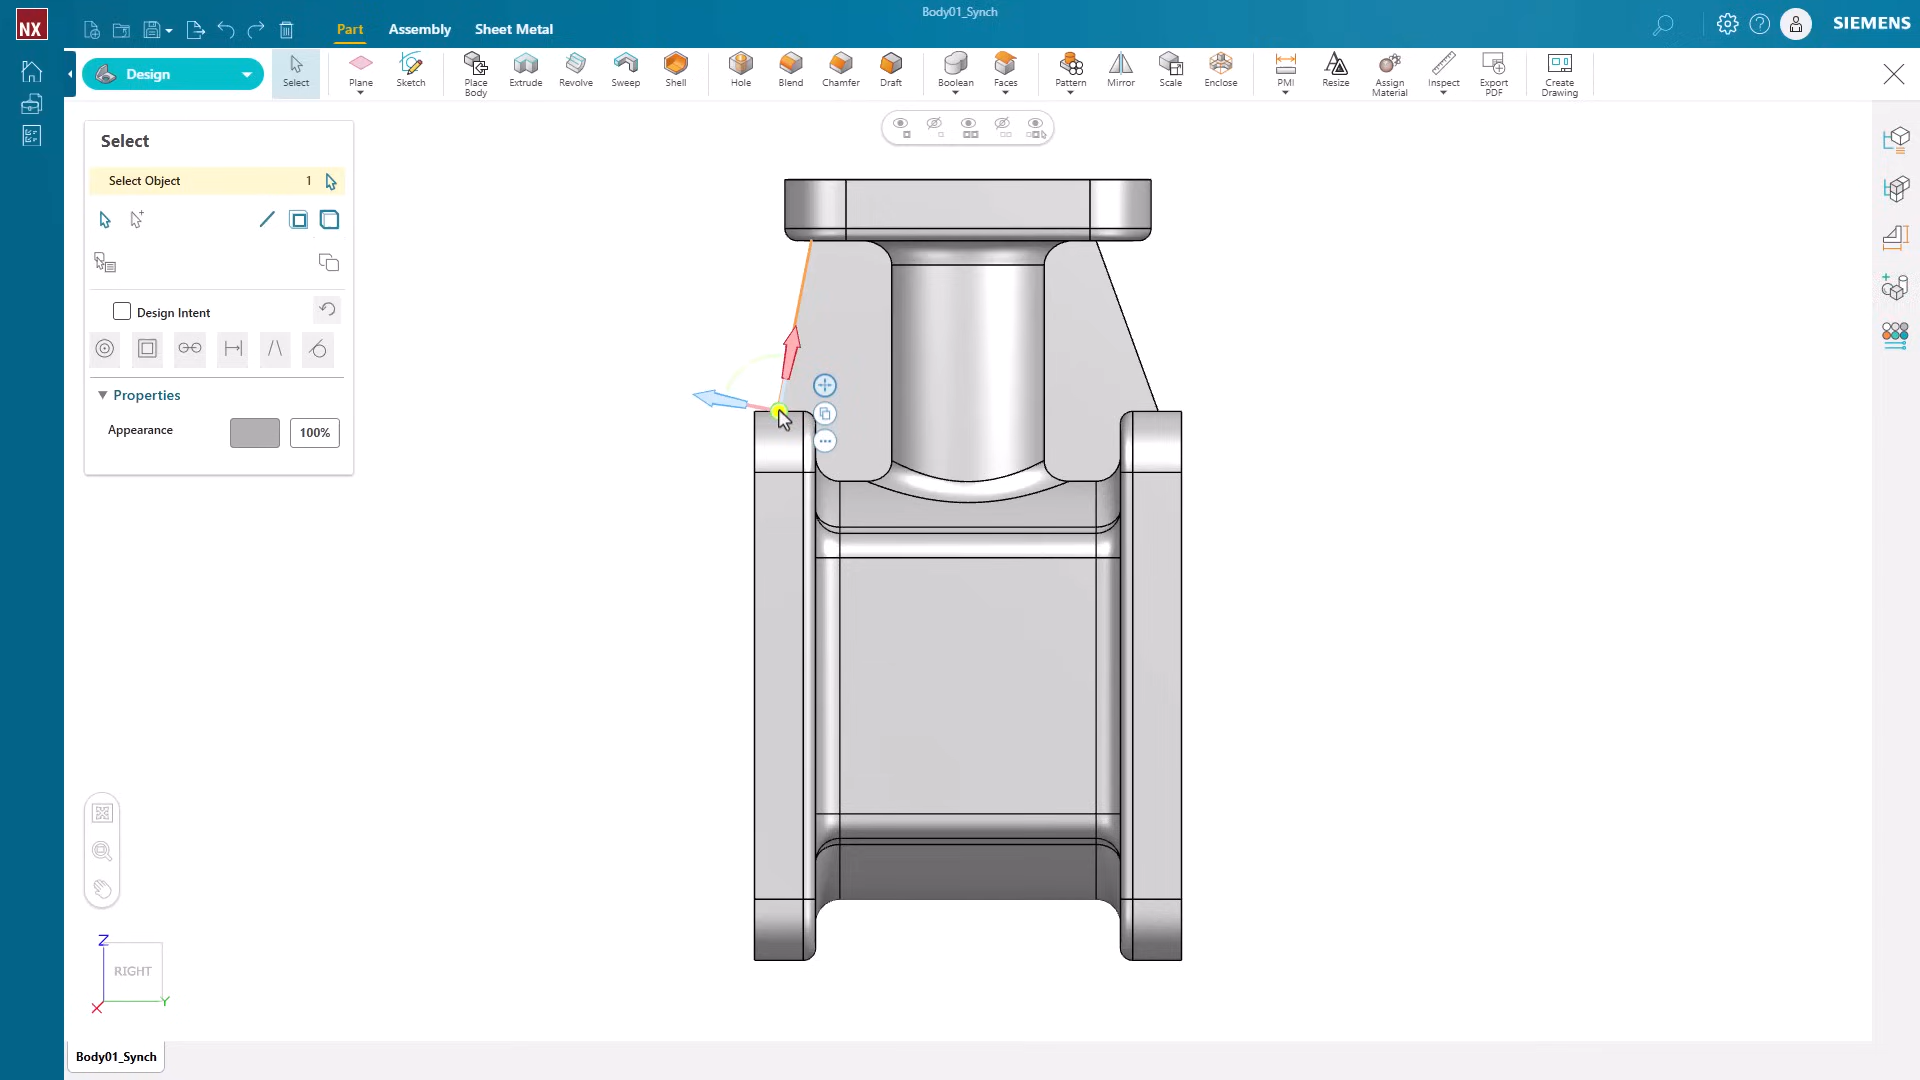 Body01_Synch
NX
Part
Assembly
Sheet Metal
SIEMENS
Design
Select
Plane
Sketch
Place
Body
Extrude
Revolve
Sweep
Shell
Hole
Blend
Chamfer
Draft
Boolean
Faces
Pattern
Mirror
Scale
Enclose
PMI
Resize
Assign
Material
Inspect
Export
PDF
Create
Drawing
Select
Select Object
1
Design Intent
Properties
Appearance
100%
Z
RIGHT
Y
X
Body01_Synch